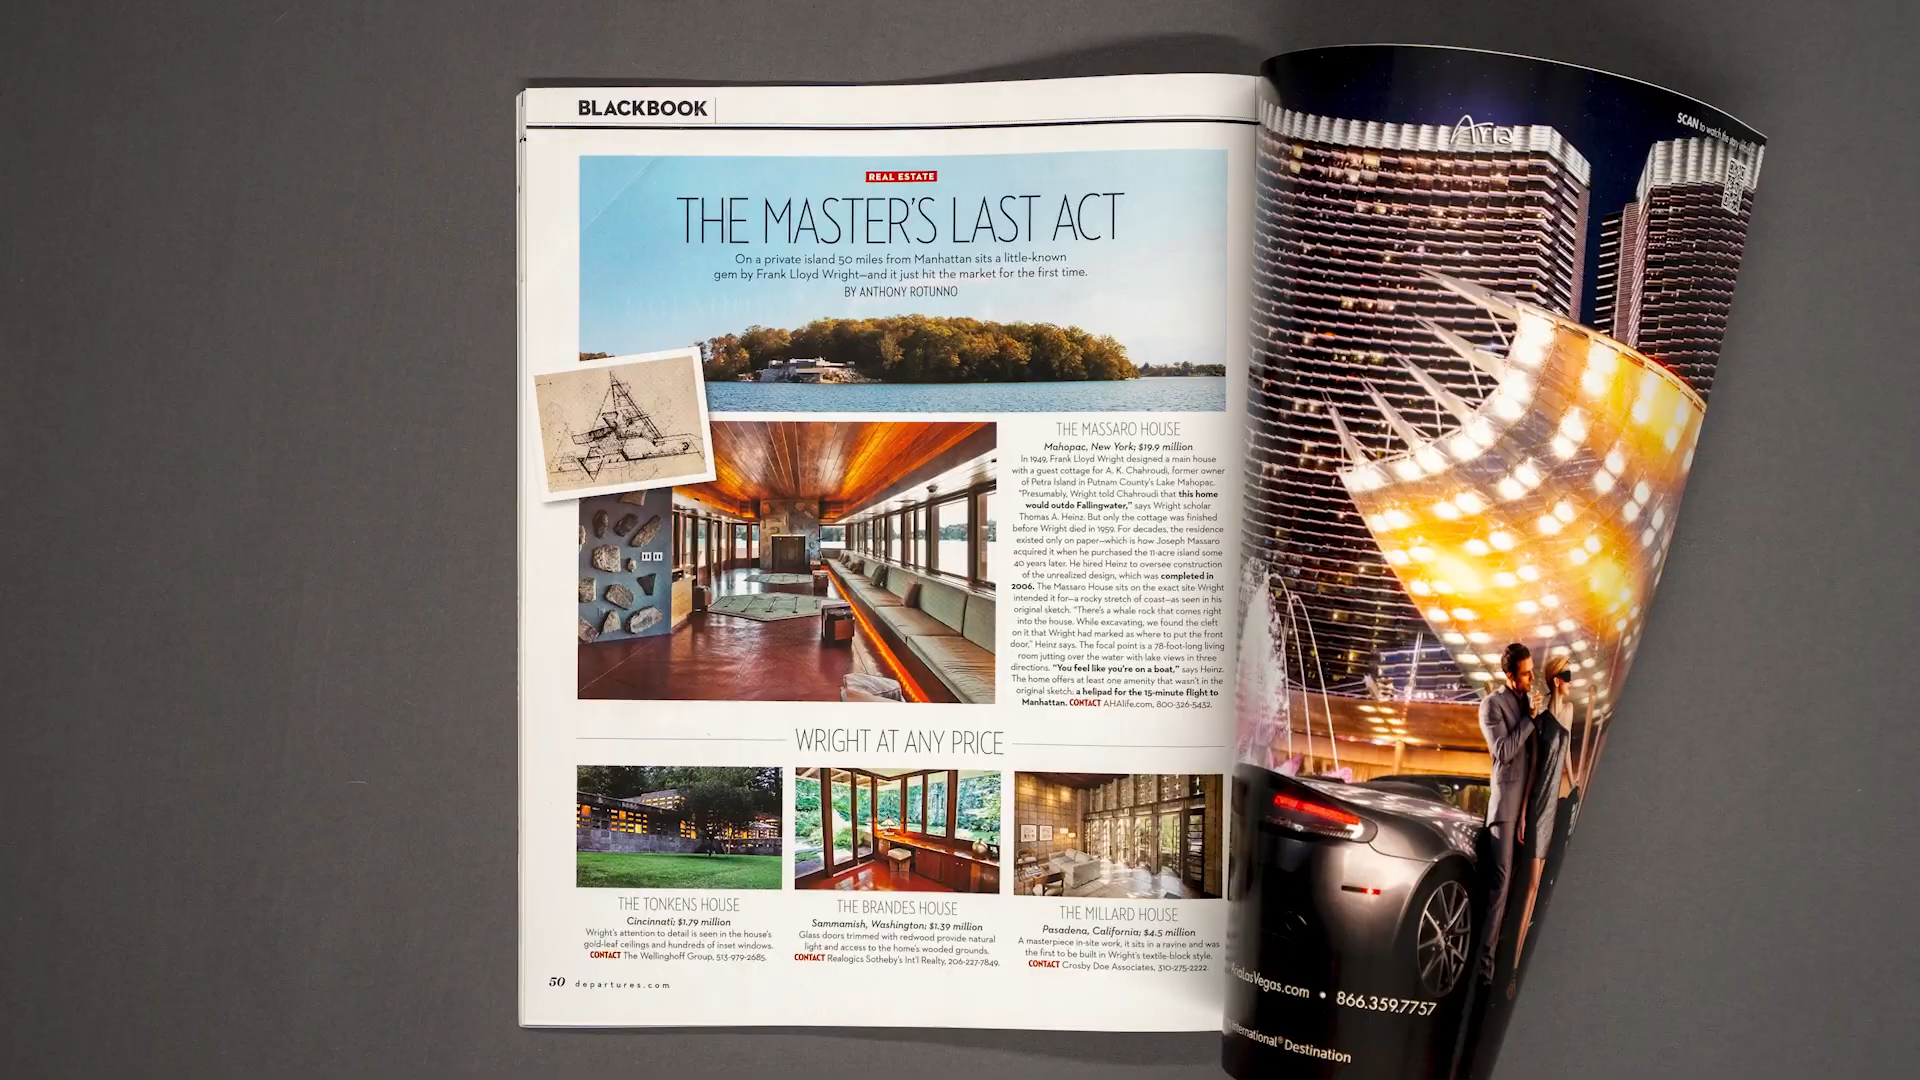 BLACKBOOK
REAL ESTATE
THE MASTER'S LAST ACT
On a private island 50 miles from Manhattan sits a little-known
gem by Frank Lloyd Wright—and it just hit the market for the first time.
BY ANTHONY ROTUNNO
THE MASSARO HOUSE
Mahopac, New York; $19.9 million
In 1949, Frank Lloyd Wright designed a main house
with a guest cottage for A. K. Chahroudi, former owner
of Petra Island in Putnam County's Lake Mahopac.
"Presumably, Wright told Chahroudi that this home
would outdo Fallingwater," says Wright scholar
Thomas A. Heinz. But only the cottage was finished
before Wright died in 1959. For decades, the residence
existed only on paper—which is how Joseph Massaro
acquired it when he purchased the 11-acre island some
40 years later. He hired Heinz to oversee construction
of the unrealized design, which was completed in
2006. The Massaro House sits on the exact site Wright
intended it for—a rocky stretch of coast—as seen in his
original sketch. "There's a whale rock that comes right
into the house. While excavating, we found the cleft
on it that Wright had marked as where to put the front
door," Heinz says. The focal point is a 78-foot-long living
room jutting over the water with lake views in three
directions. "You feel like you're on a boat," says Heinz.
The home offers at least one amenity that wasn't in the
original sketch: a helipad for the 15-minute flight to
Manhattan. CONTACT AHAlife.com, 800-326-5432.
WRIGHT AT ANY PRICE
THE TONKENS HOUSE
Cincinnati; $1.79 million
Wright's attention to detail is seen in the house's
gold-leaf ceilings and hundreds of inset windows.
CONTACT The Wellinghoff Group, 513-979-2685.
THE BRANDES HOUSE
Sammamish, Washington; $1.39 million
Glass doors trimmed with redwood provide natural
light and access to the home's wooded grounds.
CONTACT Realogics Sotheby's Int'l Realty, 206-227-7849.
THE MILLARD HOUSE
Pasadena, California; $4.5 million
A masterpiece in-site work, it sits in a ravine and was
the first to be built in Wright's textile-block style.
CONTACT Crosby Doe Associates, 310-275-2222.
50 departures.com
Aria
SCAN to watch the stay
AriaLasVegas.com • 866.359.7757
International® Destination